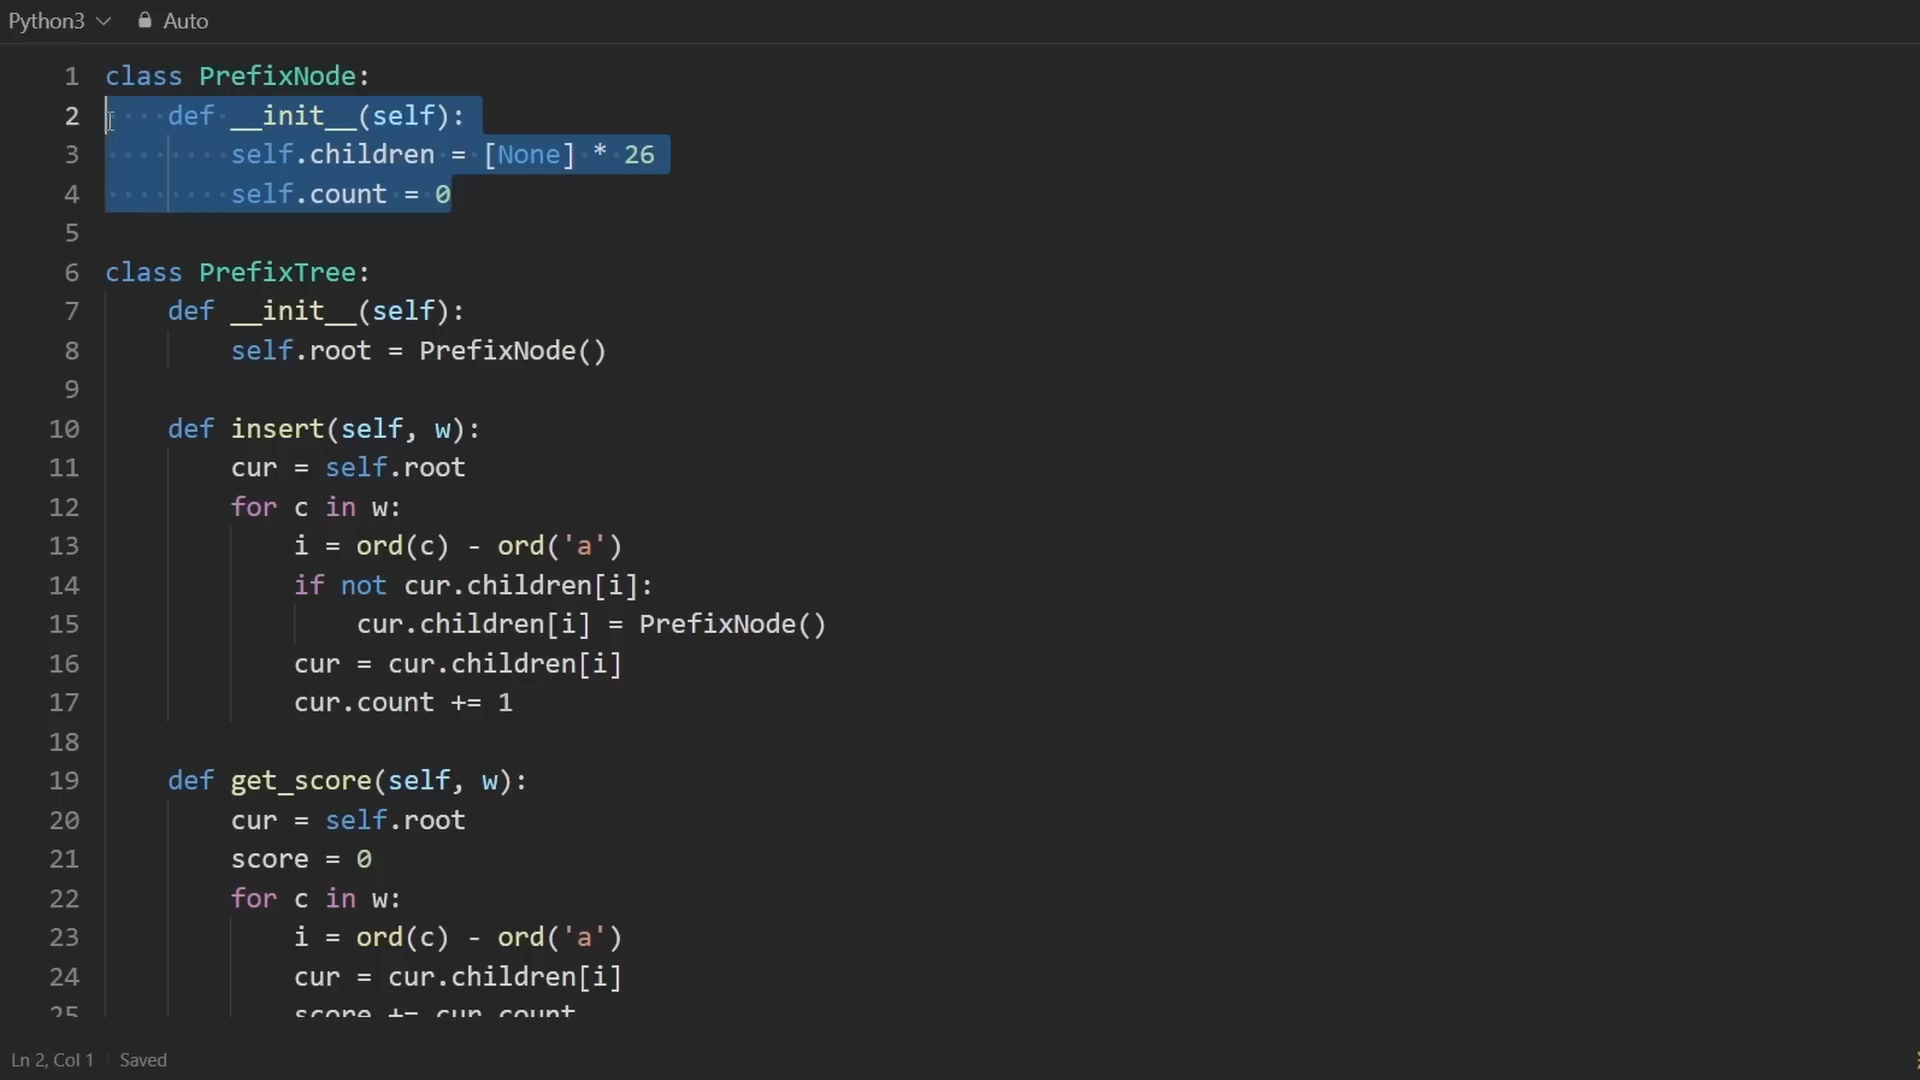 Python3 Auto
1 class PrefixNode:
2 def __init__(self):
3 self.children = [None] * 26
4 self.count = 0
5
6 class PrefixTree:
7 def __init__(self):
8 self.root = PrefixNode()
9
10 def insert(self, w):
11 cur = self.root
12 for c in w:
13 i = ord(c) - ord('a')
14 if not cur.children[i]:
15 cur.children[i] = PrefixNode()
16 cur = cur.children[i]
17 cur.count += 1
18
19 def get_score(self, w):
20 cur = self.root
21 score = 0
22 for c in w:
23 i = ord(c) - ord('a')
24 cur = cur.children[i]
25 score += cur.count
Ln 2, Col 1 Saved